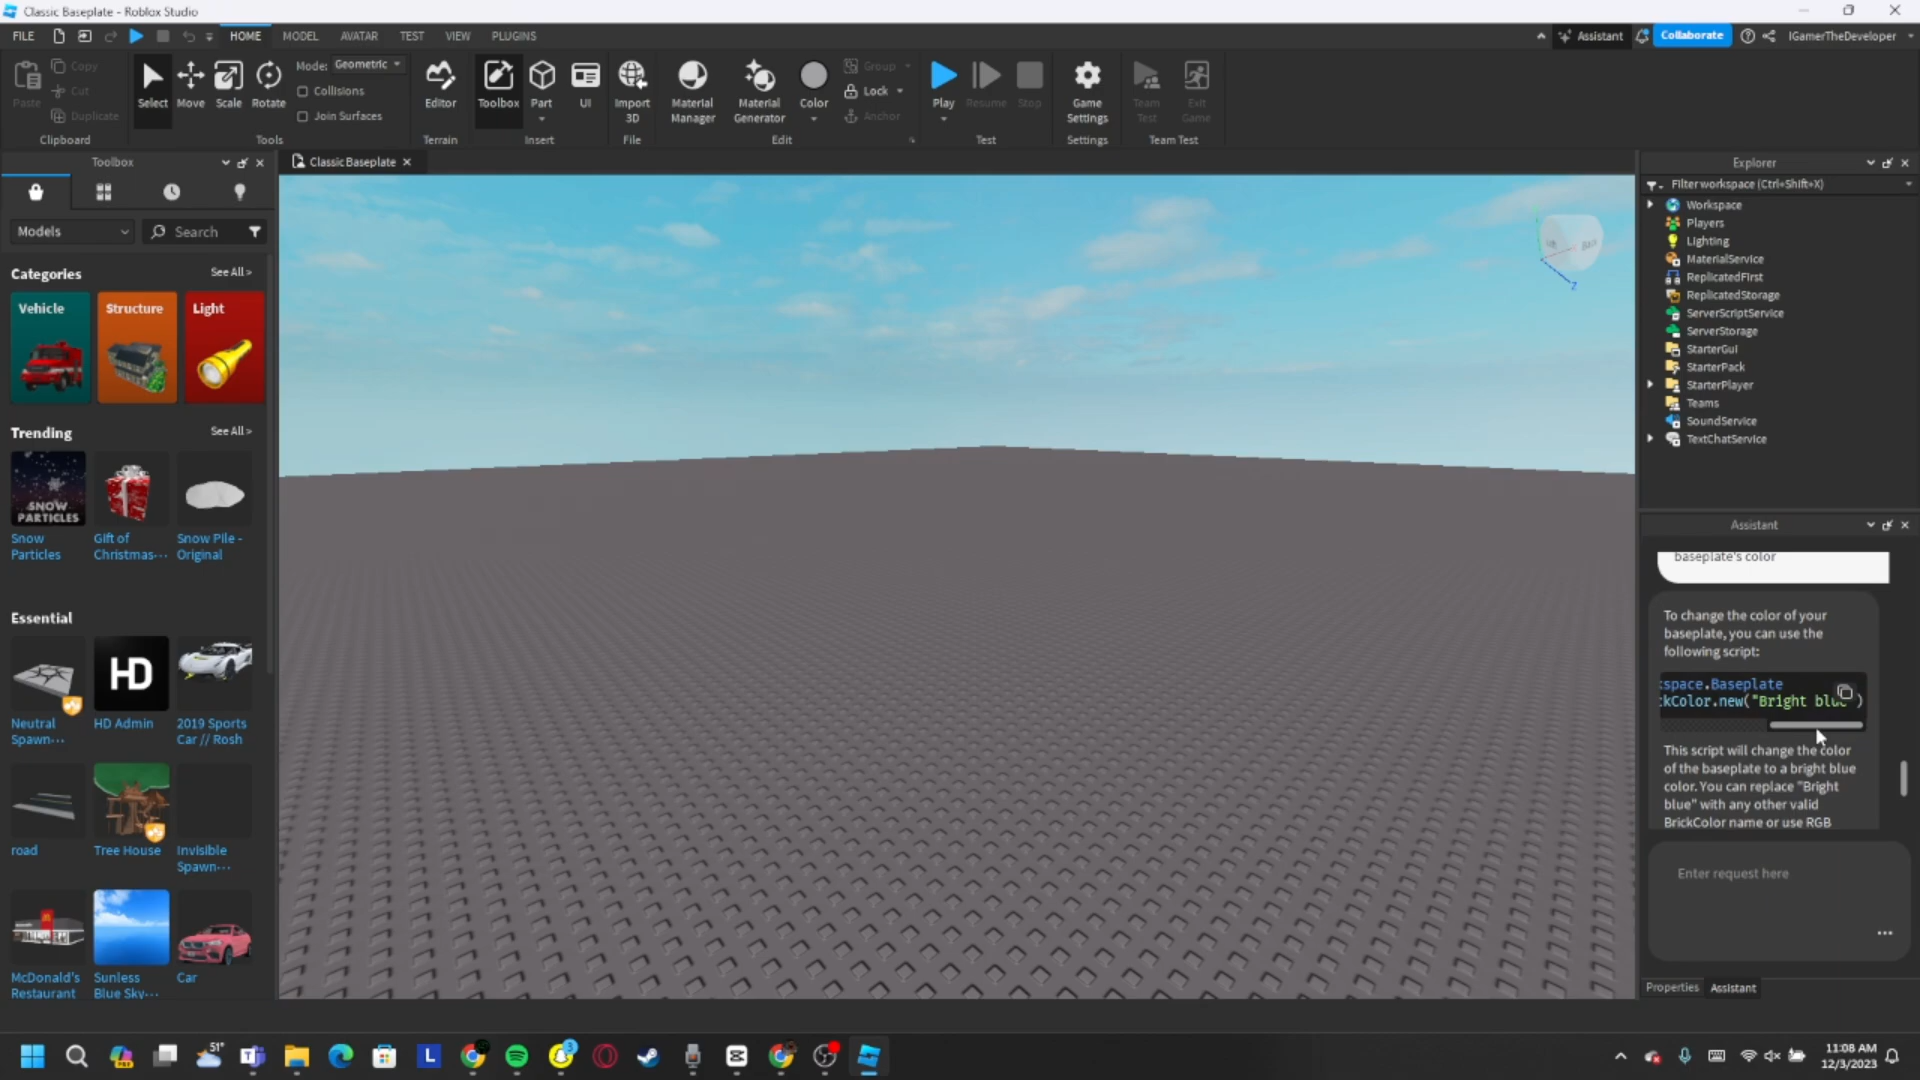 Classic Baseplate - Roblox Studio
FILE HOME MODEL AVATAR TEST VIEW PLUGINS
Assistant Collaborate IGamerTheDeveloper
Paste Copy Cut Duplicate
Clipboard
Select Move Scale Rotate
Mode: Geometric
Collisions
Join Surfaces
Tools
Editor
Terrain
Toolbox Part UI
Insert
Import 3D
File
Material Manager
Material Generator
Color
Group
Lock
Anchor
Edit
Play Resume Stop
Test
Game Settings
Settings
Team Test
Exit Game
Team Test
Toolbox
Classic Baseplate
Models
Search
Categories See All >
Vehicle Structure Light
Trending See All >
SNOW
PARTICLES
Snow Particles
Gift of Christmas···
Snow Pile - Original
Essential
HD
Neutral Spawn···
HD Admin
2019 Sports Car // Rosh
road
Tree House
Invisible Spawn···
McDonald's Restaurant
Sunless Blue Sky···
Car
Explorer
Filter workspace (Ctrl+Shift+X)
Workspace
Players
Lighting
MaterialService
ReplicatedFirst
ReplicatedStorage
ServerScriptService
ServerStorage
StarterGui
StarterPack
StarterPlayer
Teams
SoundService
TextChatService
Assistant
baseplate's color
To change the color of your
baseplate, you can use the
following script:
kspace.Baseplate
ckColor.new("Bright blue")
This script will change the color
of the baseplate to a bright blue
color. You can replace "Bright
blue" with any other valid
BrickColor name or use RGB
Enter request here
Properties Assistant
Z
51°
L
3
11:08 AM
12/3/2023